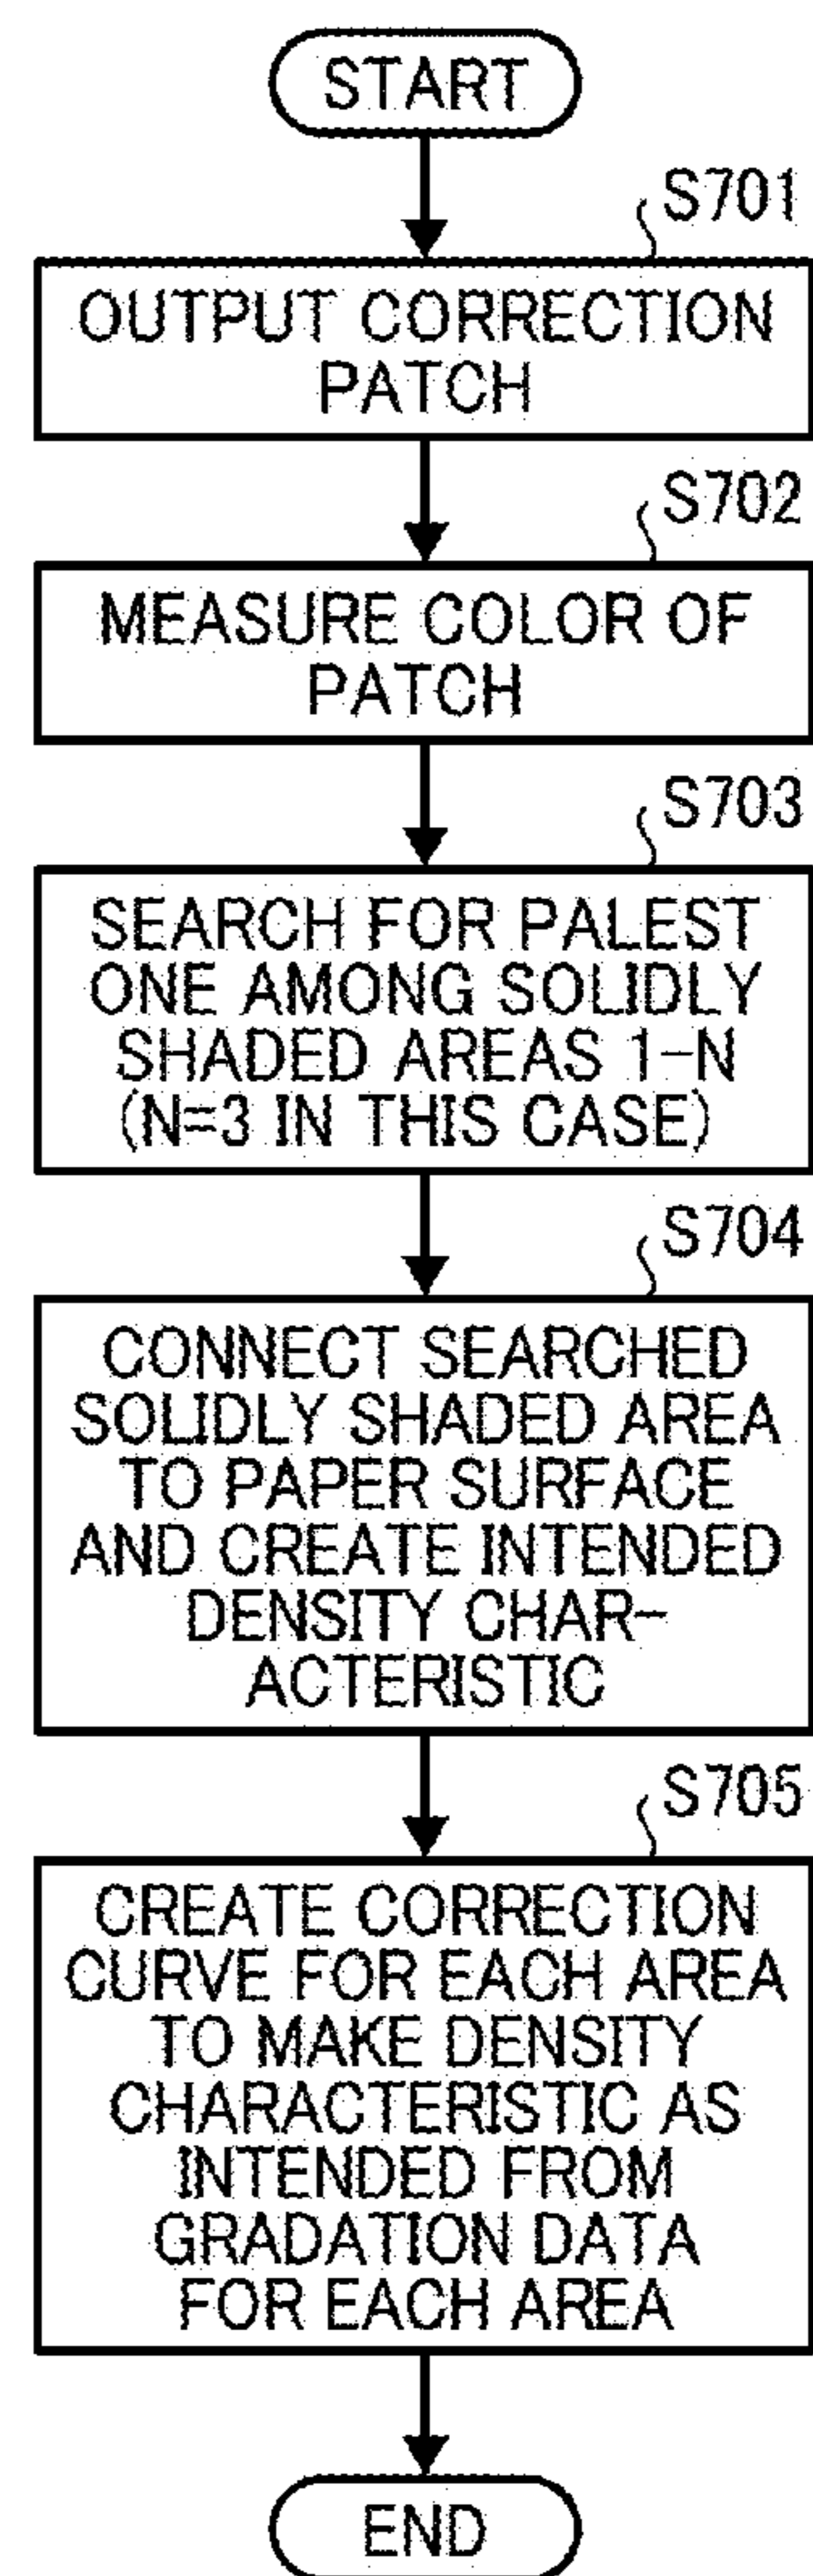 START
S701
OUTPUT CORRECTION
PATCH
S702
MEASURE COLOR OF
PATCH
S703
SEARCH FOR PALEST
ONE AMONG SOLIDLY
SHADED AREAS 1-N
(N=3 IN THIS CASE)
S704
CONNECT SEARCHED
SOLIDLY SHADED AREA
TO PAPER SURFACE
AND CREATE INTENDED
DENSITY CHAR-
ACTERISTIC
S705
CREATE CORRECTION
CURVE FOR EACH AREA
TO MAKE DENSITY
CHARACTERISTIC AS
INTENDED FROM
GRADATION DATA
FOR EACH AREA
END